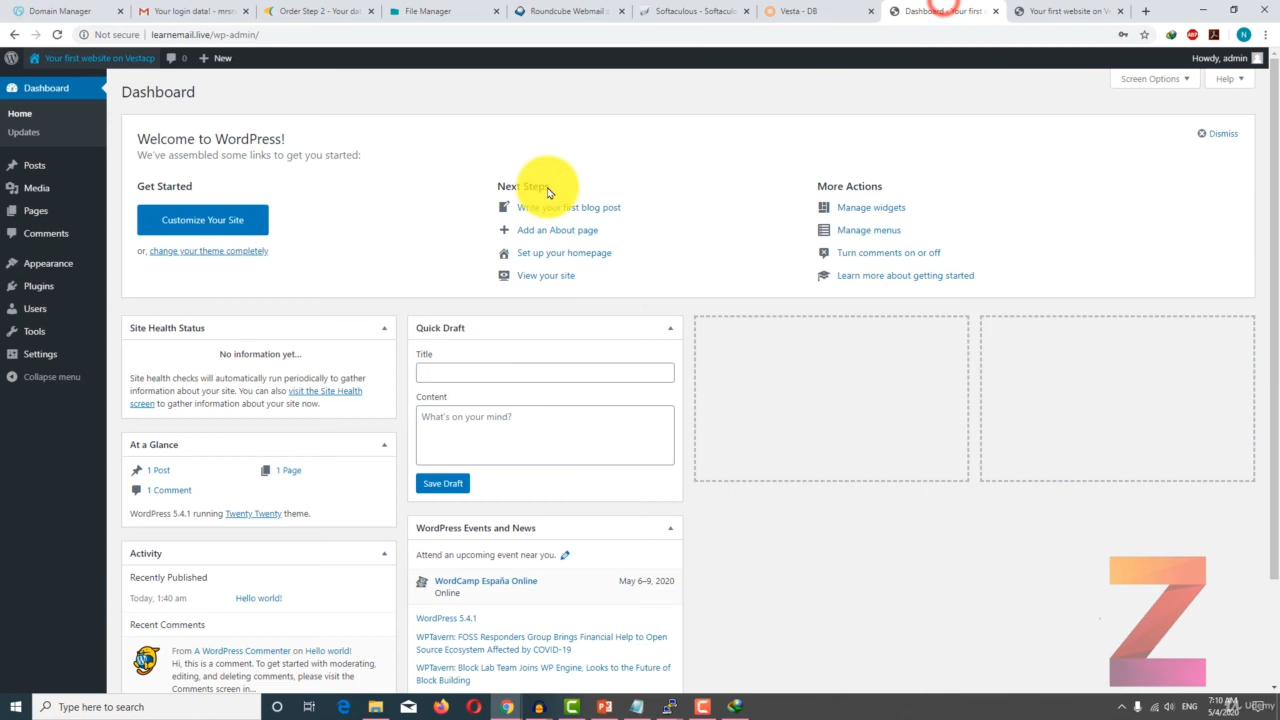 Domain Manager
Your login data! - mrsm
Order Step 2 - Your dat
File Manager
Roundcube Webmail :
Softaculous - Softaculo
Vesta - DB
Dashboard ‹ Your first
Your first website on Ve
Not secure
learnemail.live/wp-admin/
N
Your first website on Vestacp
0
New
Howdy, admin
Dashboard
Home
Updates
Posts
Media
Pages
Comments
Appearance
Plugins
Users
Tools
Settings
Collapse menu
Dashboard
Screen Options
Help
Welcome to WordPress!
We've assembled some links to get you started:
Dismiss
Get Started
Customize Your Site
or, change your theme completely
Next Steps
Write your first blog post
Add an About page
Set up your homepage
View your site
More Actions
Manage widgets
Manage menus
Turn comments on or off
Learn more about getting started
Site Health Status
No information yet...
Site health checks will automatically run periodically to gather
information about your site. You can also visit the Site Health
screen to gather information about your site now.
At a Glance
1 Post
1 Page
1 Comment
WordPress 5.4.1 running Twenty Twenty theme.
Activity
Recently Published
Today, 1:40 am
Hello world!
Recent Comments
From A WordPress Commenter on Hello world!
Hi, this is a comment. To get started with moderating,
editing, and deleting comments, please visit the
Comments screen in...
Quick Draft
Title
Content
What's on your mind?
Save Draft
WordPress Events and News
Attend an upcoming event near you.
WordCamp España Online
May 6–9, 2020
Online
WordPress 5.4.1
WPTavern: FOSS Responders Group Brings Financial Help to Open
Source Ecosystem Affected by COVID-19
WPTavern: Block Lab Team Joins WP Engine, Looks to the Future of
Block Building
Z
Type here to search
ENG
7:10 AM
5/4/2020
Udemy